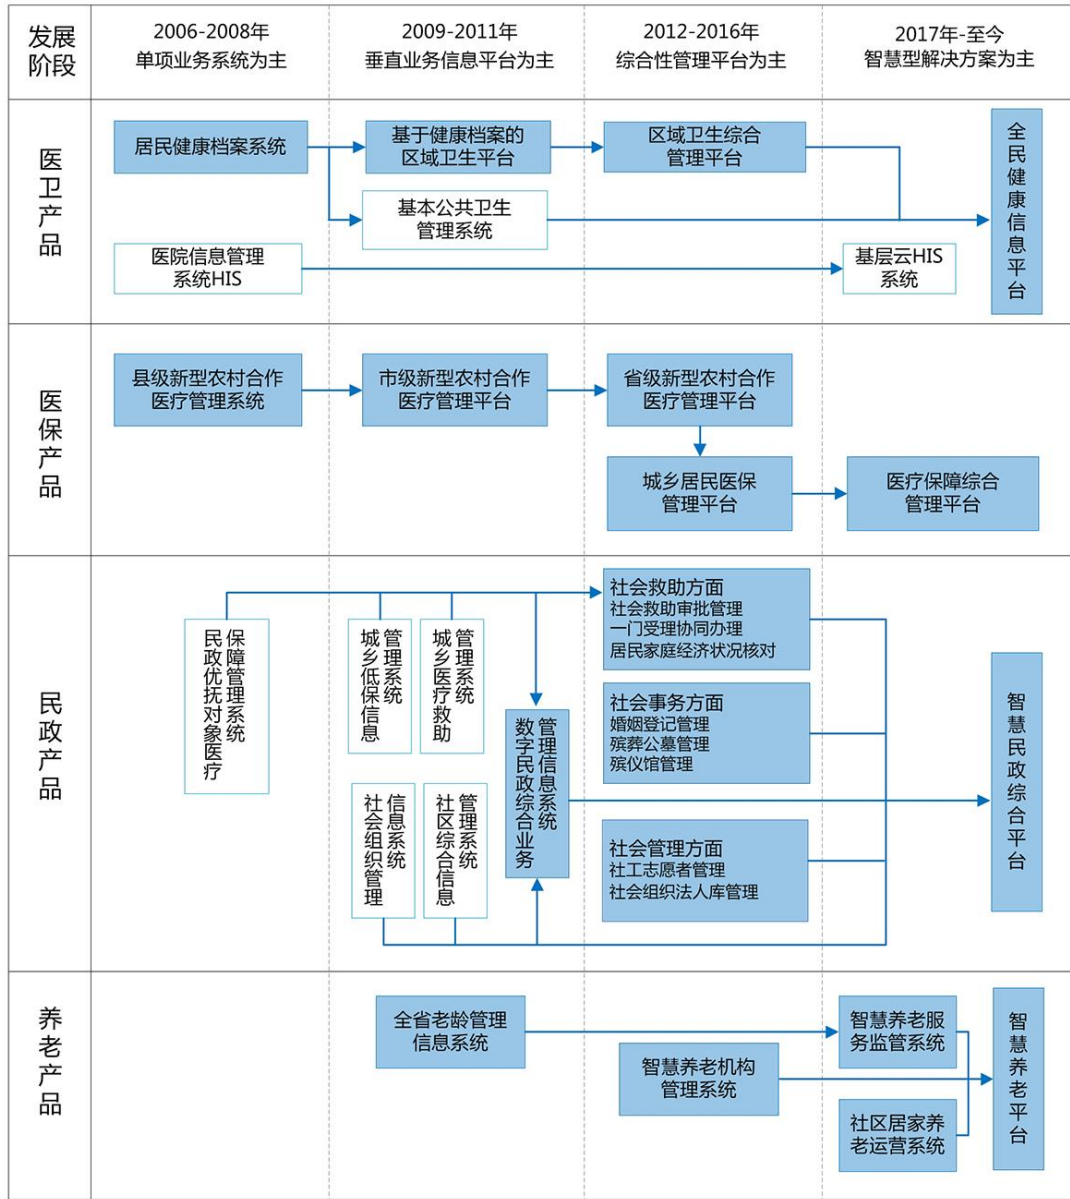 发展
阶段
2006-2008年
单项业务系统为主
2009-2011年
垂直业务信息平台为主
2012-2016年
综合性管理平台为主
2017年-至今
智慧型解决方案为主
医卫产品
居民健康档案系统
基于健康档案的
区域卫生平台
区域卫生综合
管理平台
基本公共卫生
管理系统
医院信息管理
系统HIS
基层云HIS
系统
全民健康信息平台
医保产品
县级新型农村合作
医疗管理系统
市级新型农村合作
医疗管理平台
省级新型农村合作
医疗管理平台
城乡居民医保
管理平台
医疗保障综合
管理平台
民政产品
民政优抚对象医疗
保障管理系统
城乡低保信息
管理系统
城乡医疗救助
管理系统
社会组织管理
信息系统
社区综合信息
管理系统
数字民政综合业务
管理信息系统
社会救助方面
社会救助审批管理
一门受理协同办理
居民家庭经济状况核对
社会事务方面
婚姻登记管理
殡葬公墓管理
殡仪馆管理
社会管理方面
社工志愿者管理
社会组织法人库管理
智慧民政综合平台
养老产品
全省老龄管理
信息系统
智慧养老机构
管理系统
智慧养老服
务监管系统
社区居家养
老运营系统
智慧养老平台